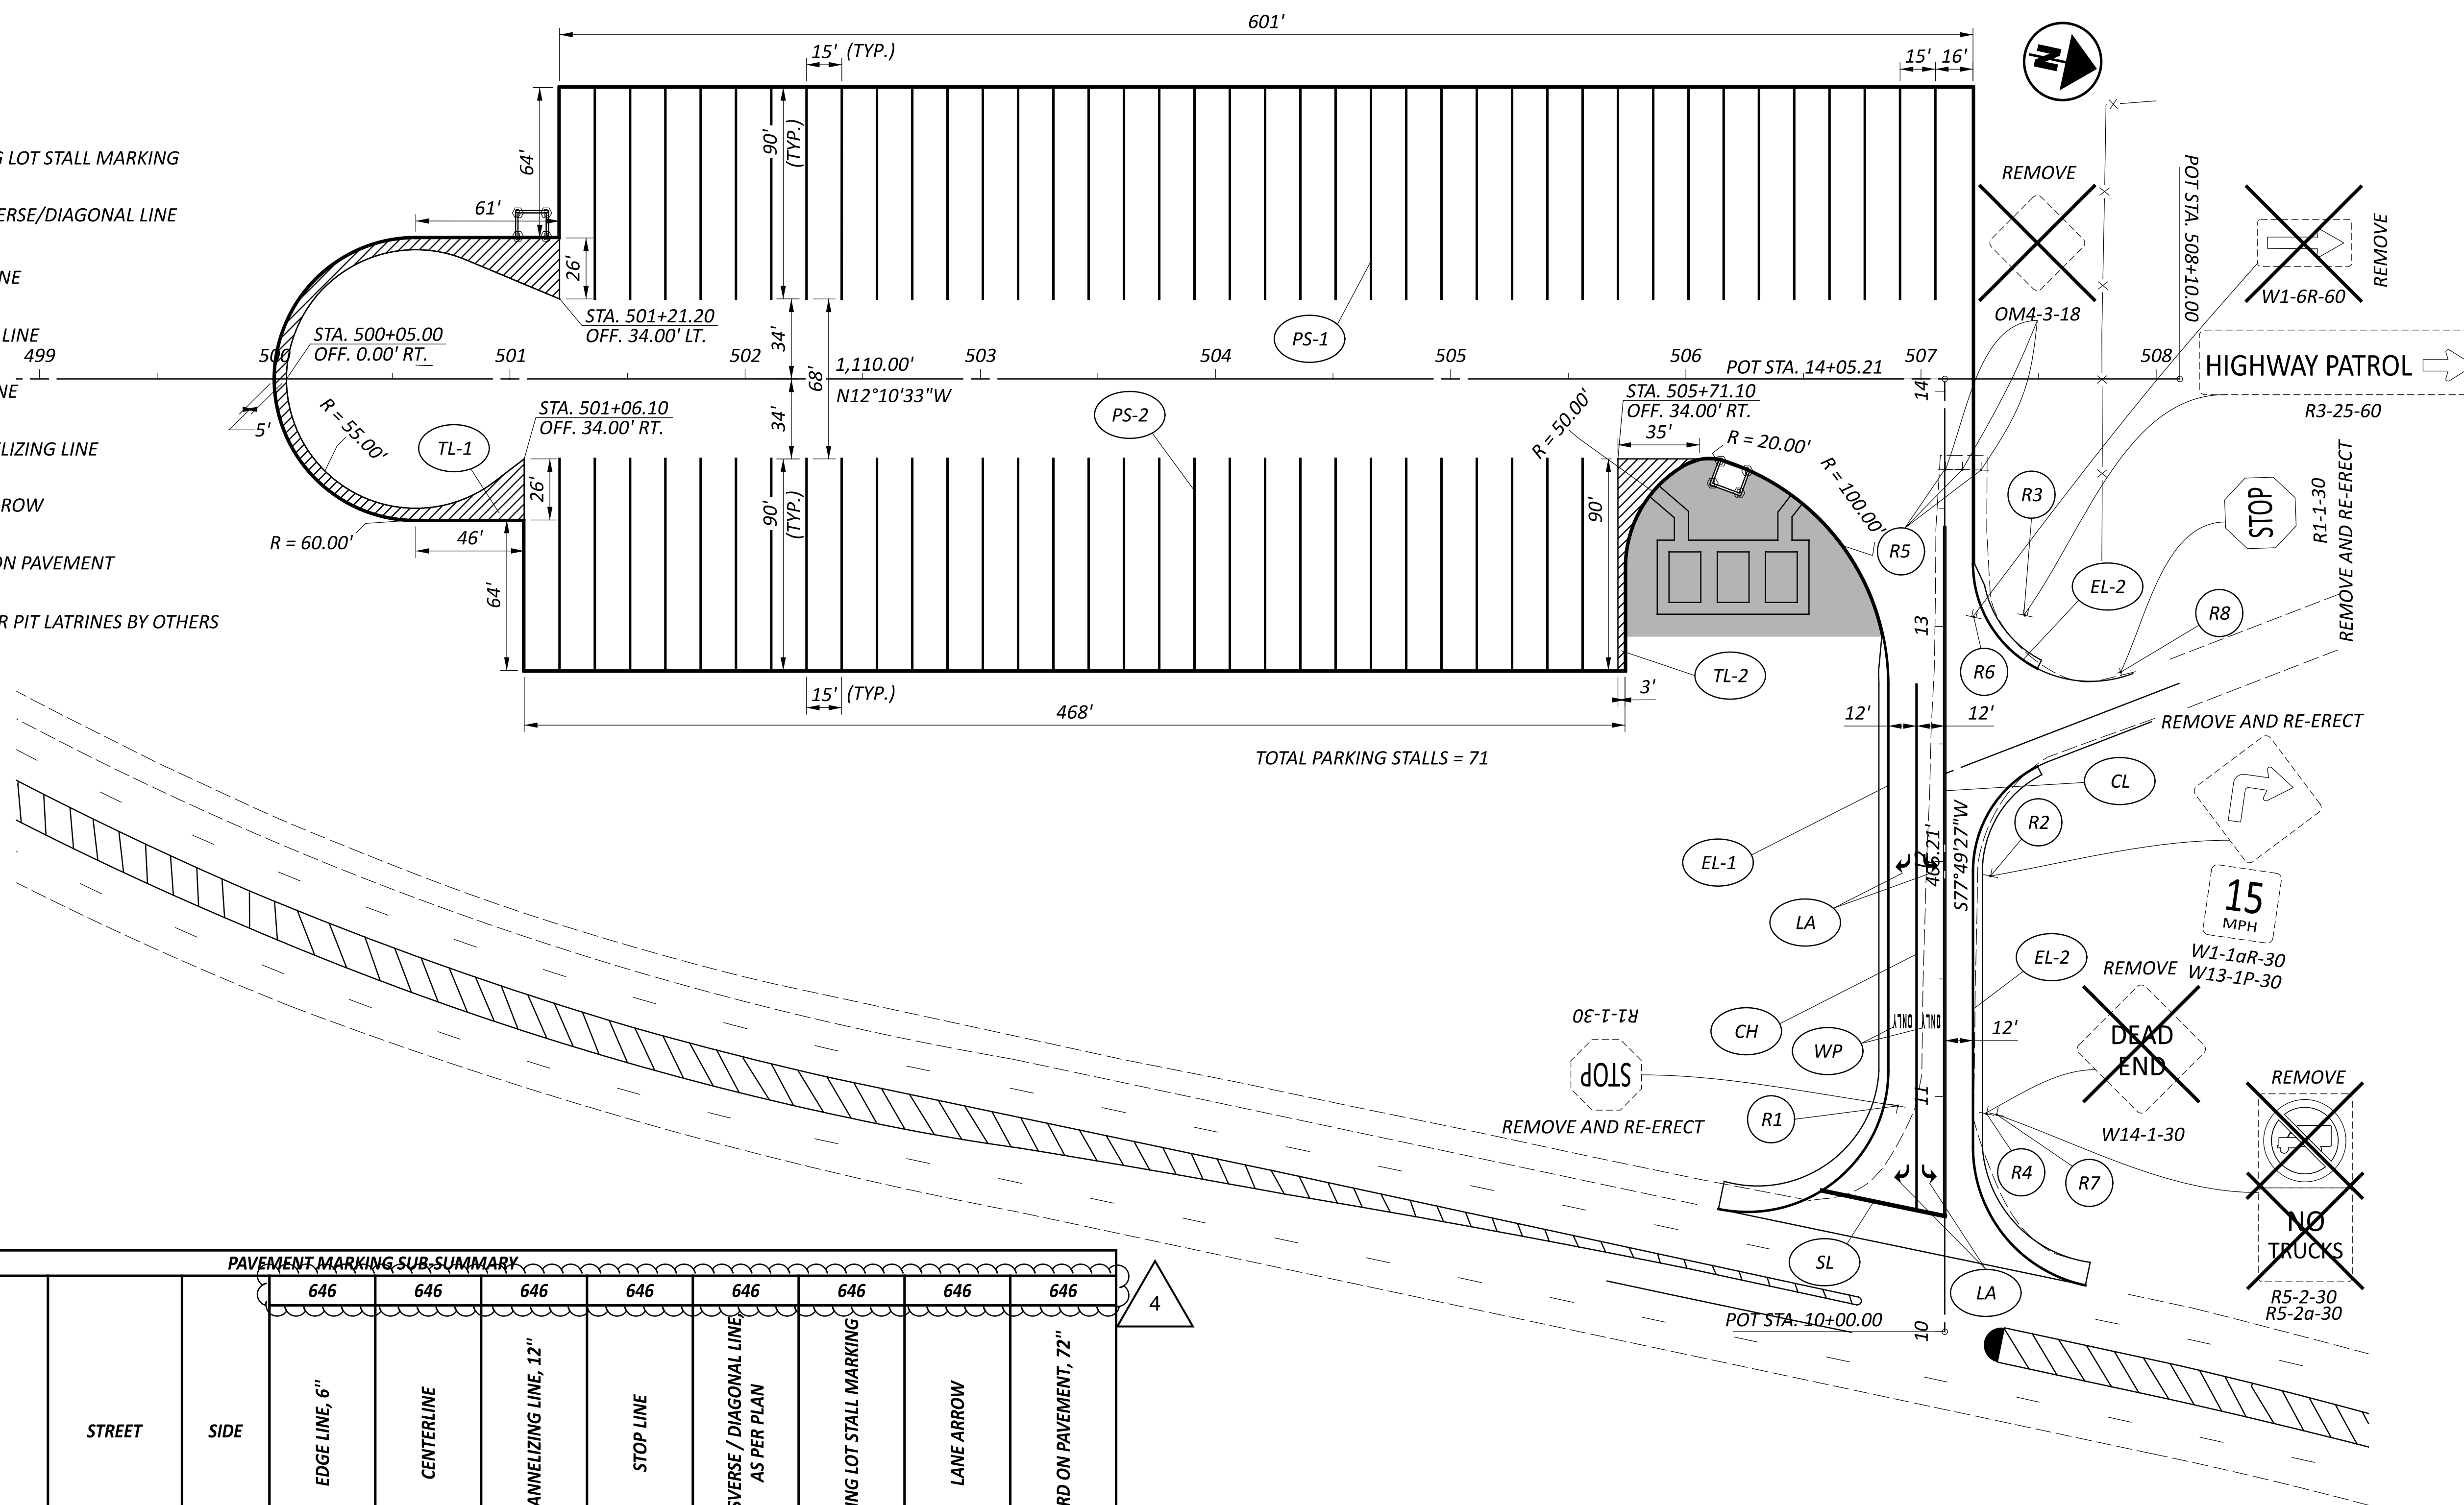 601'
15' (TYP.)
15' 16'
N
G LOT STALL MARKING
ERSE/DIAGONAL LINE
NE
LINE
NE
LIZING LINE
ROW
ON PAVEMENT
R PIT LATRINES BY OTHERS
64'
90'
(TYP.)
61'
26'
STA. 501+21.20
OFF. 34.00' LT.
STA. 500+05.00
OFF. 0.00' RT.
499
500
501
502
503
504
505
506
507
508
34'
68'
34'
1,110.00'
N12°10'33"W
PS-1
PS-2
POT STA. 14+05.21
STA. 505+71.10
OFF. 34.00' RT.
STA. 501+06.10
OFF. 34.00' RT.
5'
R = 55.00'
TL-1
R = 60.00'
46'
26'
64'
90'
(TYP.)
15' (TYP.)
468'
3'
90'
35'
R = 50.00'
R = 20.00'
R = 100.00'
TL-2
TOTAL PARKING STALLS = 71
REMOVE
OM4-3-18
POT STA. 508+10.00
W1-6R-60
REMOVE
HIGHWAY PATROL
R3-25-60
STOP
R1-1-30
REMOVE AND RE-ERECT
R3
R5
EL-2
R8
R6
14
13
12
11
10
12'
12'
REMOVE AND RE-ERECT
CL
R2
15
MPH
W1-1aR-30
W13-1P-30
405.21'
S77°49'27"W
EL-1
LA
CH
WP
ONLY
ONLY
EL-2
12'
REMOVE
DEAD
END
W14-1-30
REMOVE
NO
TRUCKS
R5-2-30
R5-2a-30
R1-1-30
STOP
REMOVE AND RE-ERECT
R1
R4
R7
SL
LA
POT STA. 10+00.00
PAVEMENT MARKING SUB-SUMMARY
646 646 646 646 646 646 646 646
4
STREET
SIDE
EDGE LINE, 6"
CENTERLINE
ANNELIZING LINE, 12"
STOP LINE
SVERSE / DIAGONAL LINE,
AS PER PLAN
ING LOT STALL MARKING
LANE ARROW
RD ON PAVEMENT, 72"